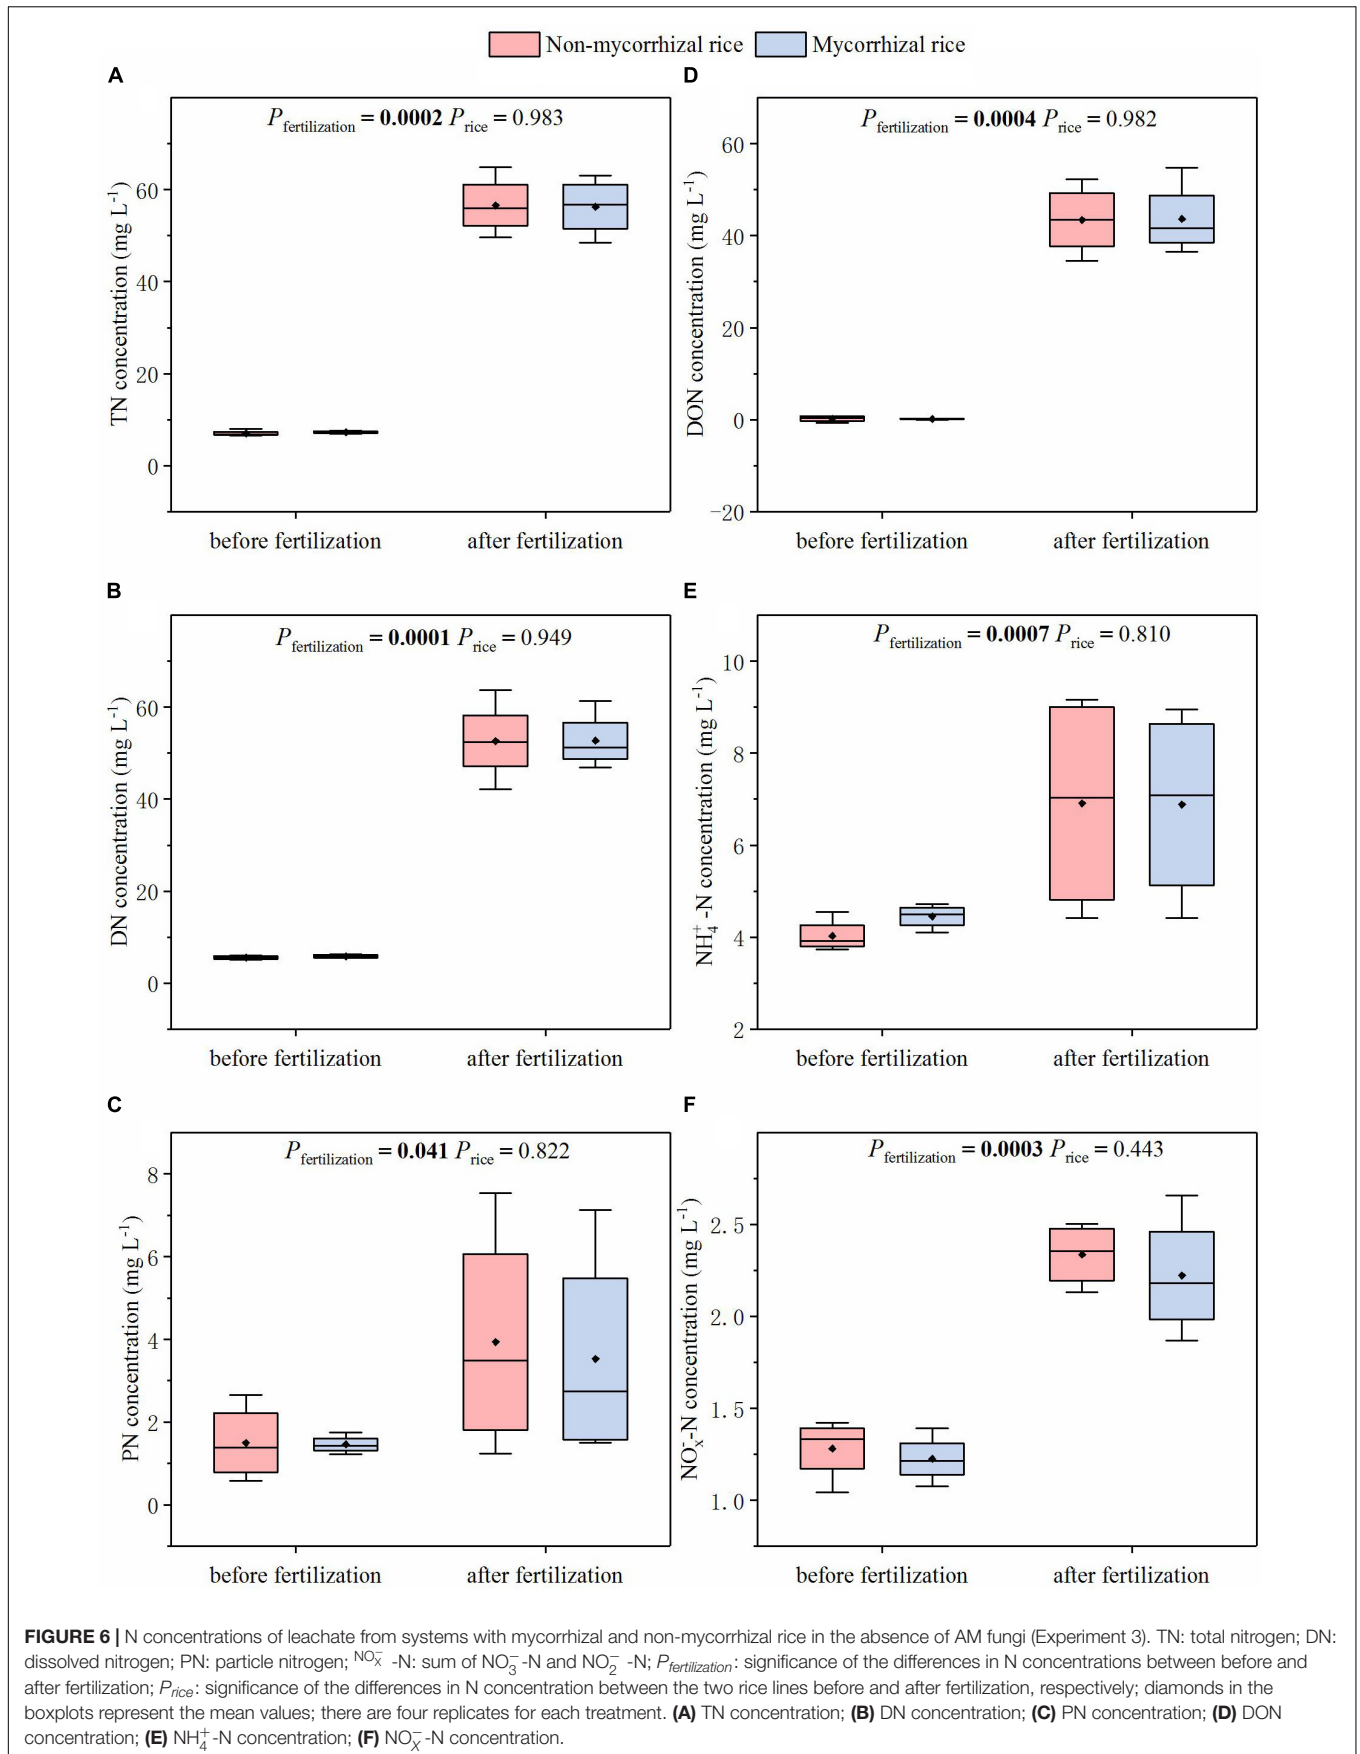 Non-mycorrhizal rice Mycorrhizal rice
A
P fertilization = 0.0002 P rice = 0.983
TN concentration (mg L-1)
60
40
20
0
before fertilization after fertilization
D
P fertilization = 0.0004 P rice = 0.982
DON concentration (mg L-1)
60
40
20
0
−20
before fertilization after fertilization
B
P fertilization = 0.0001 P rice = 0.949
DN concentration (mg L-1)
60
40
20
0
before fertilization after fertilization
E
P fertilization = 0.0007 P rice = 0.810
NH4+ -N concentration (mg L-1)
10
8
6
4
2
before fertilization after fertilization
C
P fertilization = 0.041 P rice = 0.822
PN concentration (mg L-1)
8
6
4
2
0
before fertilization after fertilization
F
P fertilization = 0.0003 P rice = 0.443
NOx- -N concentration (mg L-1)
2.5
2.0
1.5
1.0
before fertilization after fertilization
FIGURE 6 | N concentrations of leachate from systems with mycorrhizal and non-mycorrhizal rice in the absence of AM fungi (Experiment 3). TN: total nitrogen; DN:
dissolved nitrogen; PN: particle nitrogen; NOX− -N: sum of NO3−-N and NO2− -N; Pfertilization: significance of the differences in N concentrations between before and
after fertilization; Price: significance of the differences in N concentration between the two rice lines before and after fertilization, respectively; diamonds in the
boxplots represent the mean values; there are four replicates for each treatment. (A) TN concentration; (B) DN concentration; (C) PN concentration; (D) DON
concentration; (E) NH4+-N concentration; (F) NOX−-N concentration.